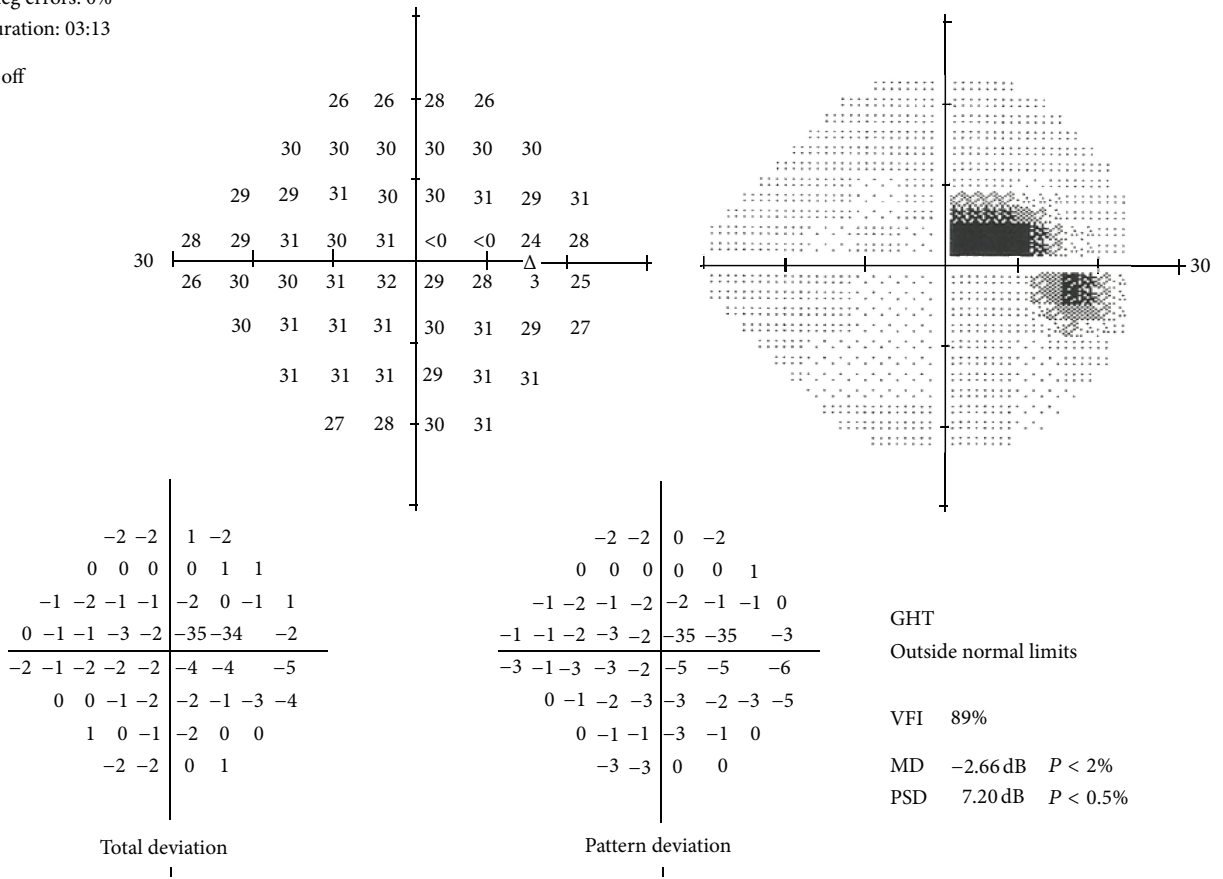 off
26 26 28 26
30 30 30 30 30 30
29 29 31 30 30 31 29 31
28 29 31 30 31 <0 <0 24 28
30 Δ
26 30 30 31 32 29 28 3 25
30 31 31 31 30 31 29 27
31 31 31 29 31 31
27 28 30 31
30
−2 −2 1 −2
0 0 0 0 1 1
−1 −2 −1 −1 −2 0 −1 1
0 −1 −1 −3 −2 −35 −34 −2
−2 −1 −2 −2 −2 −4 −4 −5
0 0 −1 −2 −2 −1 −3 −4
1 0 −1 −2 0 0
−2 −2 0 1
Total deviation
−2 −2 0 −2
0 0 0 0 0 1
−1 −2 −1 −2 −2 −1 −1 0
−1 −1 −2 −3 −2 −35 −35 −3
−3 −1 −3 −3 −2 −5 −5 −6
0 −1 −2 −3 −3 −2 −3 −5
0 −1 −1 −3 −1 0
−3 −3 0 0
Pattern deviation
GHT
Outside normal limits
VFI 89%
MD −2.66 dB P < 2%
PSD 7.20 dB P < 0.5%